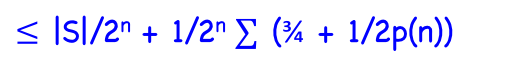 ≤ |S|/2ⁿ + 1/2ⁿ ∑ (¾ + 1/2p(n))